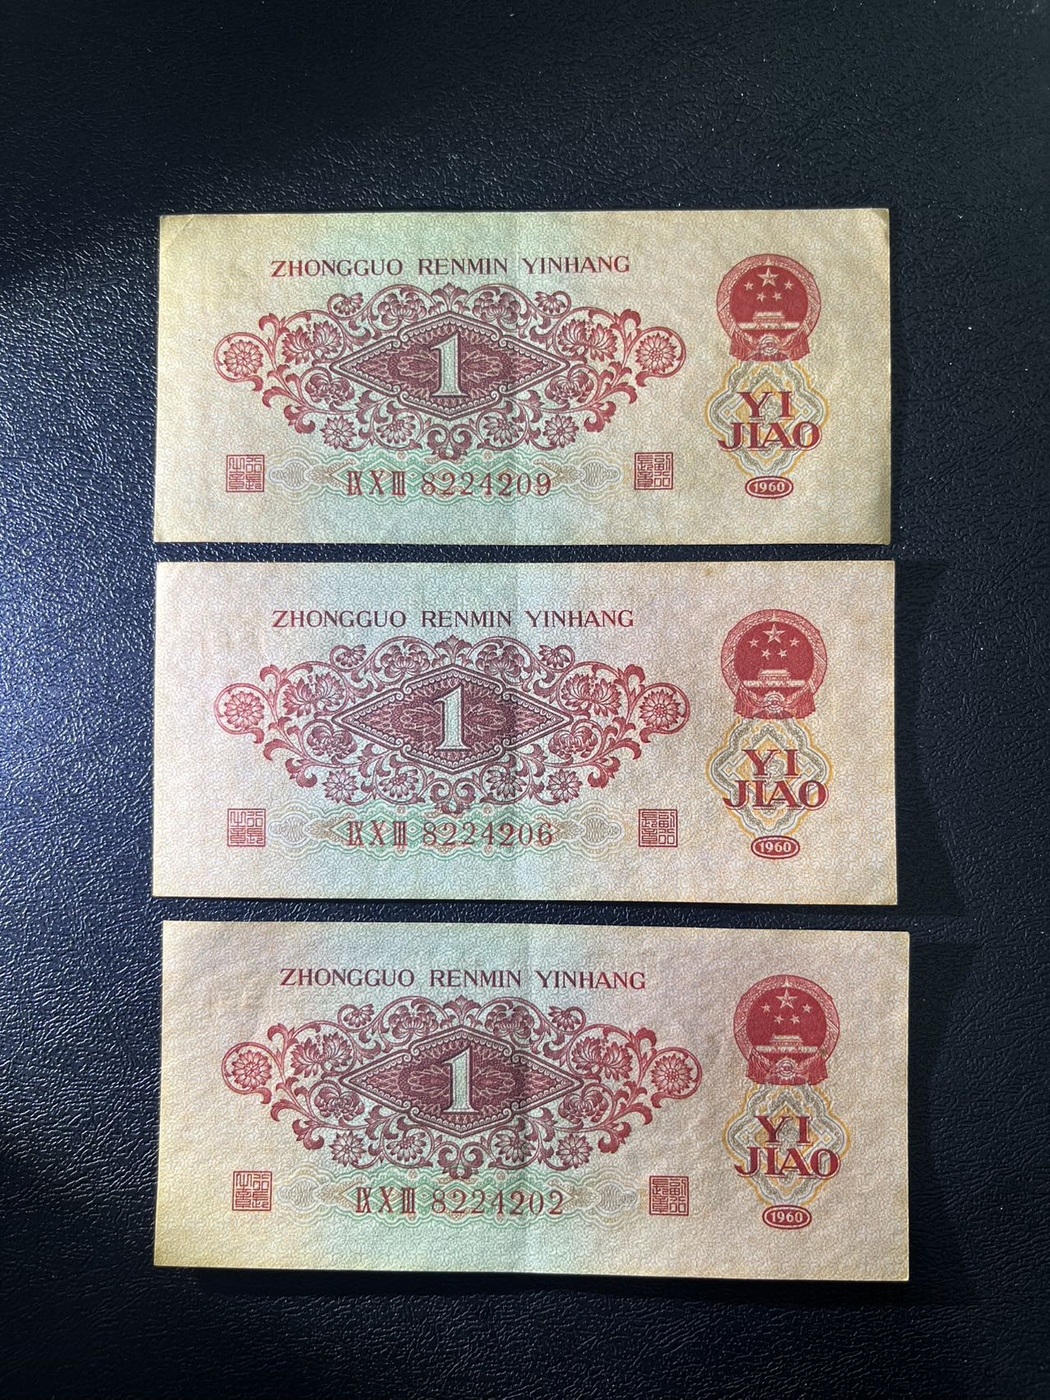 ZHONGGUO RENMIN YINHANG
1
YI
JIAO
ⅨⅩⅢ 8224209
1960
ZHONGGUO RENMIN YINHANG
1
YI
JIAO
ⅨⅩⅢ 8224206
1960
ZHONGGUO RENMIN YINHANG
1
YI
JIAO
ⅨⅩⅢ 8224202
1960